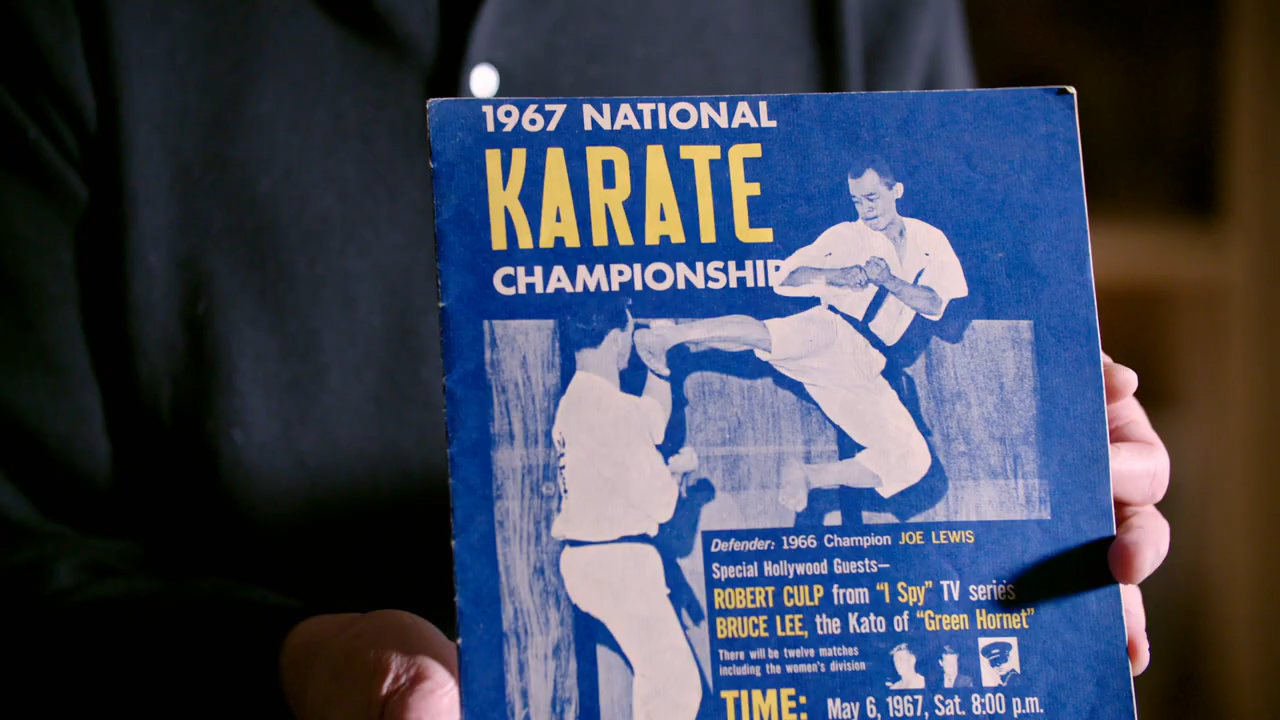 1967 NATIONAL
KARATE
CHAMPIONSHIP
Defender: 1966 Champion JOE LEWIS
Special Hollywood Guests—
ROBERT CULP from "I Spy" TV series
BRUCE LEE, the Kato of "Green Hornet"
There will be twelve matches
including the women's division
TIME: May 6, 1967, Sat. 8:00 p.m.